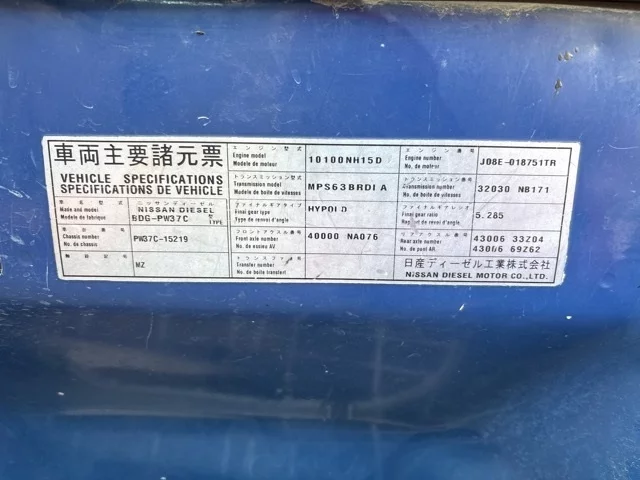 車両主要諸元票
VEHICLE SPECIFICATIONS
SPECIFICATIONS DE VEHICLE
車名 型式
Make and model
Modele de fabrique
ニッサンディーゼル
NISSAN DIESEL
BDG-PW37C
型式
TYPE
車台番号
Chassis number
No. de chassis
PW37C-15219
MZ
エンジン型式
Engine model
Modele de moteur
10100NH15D
エンジン番号
Engine number
No. de moteur
J08E-018751TR
トランスミッション型式
Transmission model
Modele de boite de vitesses
MPS63BRDI A
トランスミッション番号
Transmission number
No. de boite de vitesses
32030 NB171
ファイナルギアタイプ
Final gear type
Type de renvoi d'angle
HYPOI D
ファイナルギアレシオ
Final gear ratio
Rapport de renvoi d'angle
5.285
フロントアクスル番号
Front axle number
No. de essieu AV
40000 NA076
リアアクスル番号
Rear axle number
No. de pont AR
43006 33Z04
43066 69Z62
トランスファ番号
Transfer number
No de boite transfert
日産ディーゼル工業株式会社
NISSAN DIESEL MOTOR CO.,LTD.